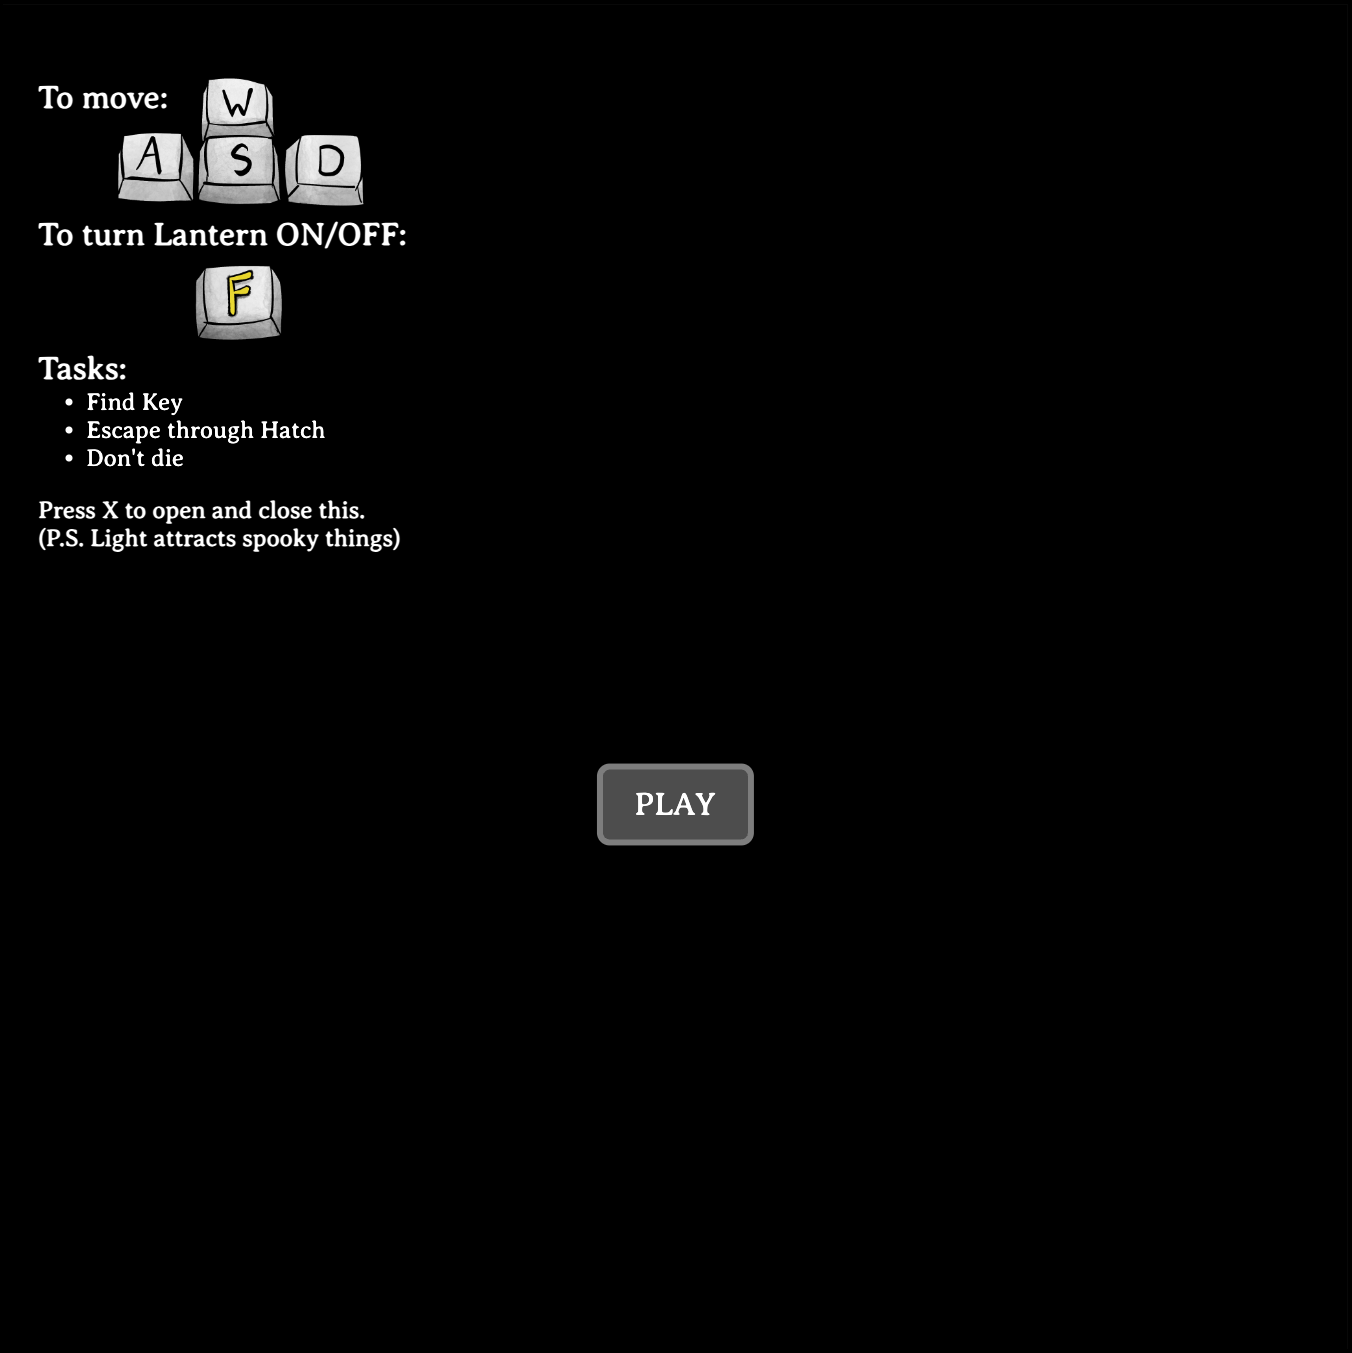 To move:
W
A S D
To turn Lantern ON/OFF:
F
Tasks:
• Find Key
• Escape through Hatch
• Don't die
Press X to open and close this.
(P.S. Light attracts spooky things)
PLAY